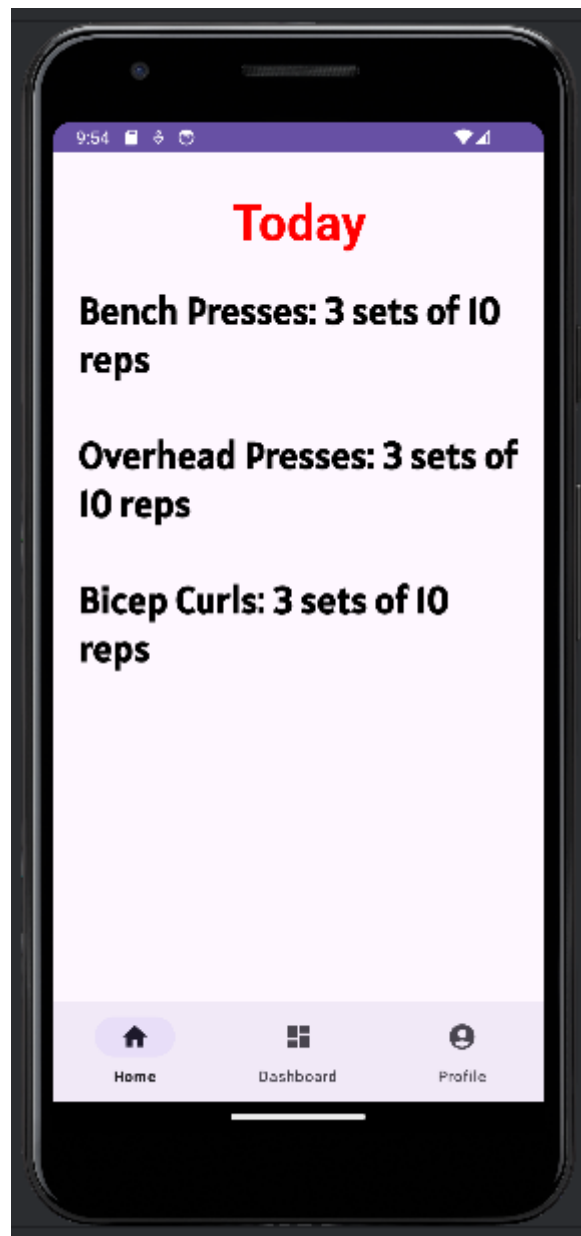 9:54
Today
Bench Presses: 3 sets of 10
reps
Overhead Presses: 3 sets of
10 reps
Bicep Curls: 3 sets of 10
reps
Home Dashboard Profile